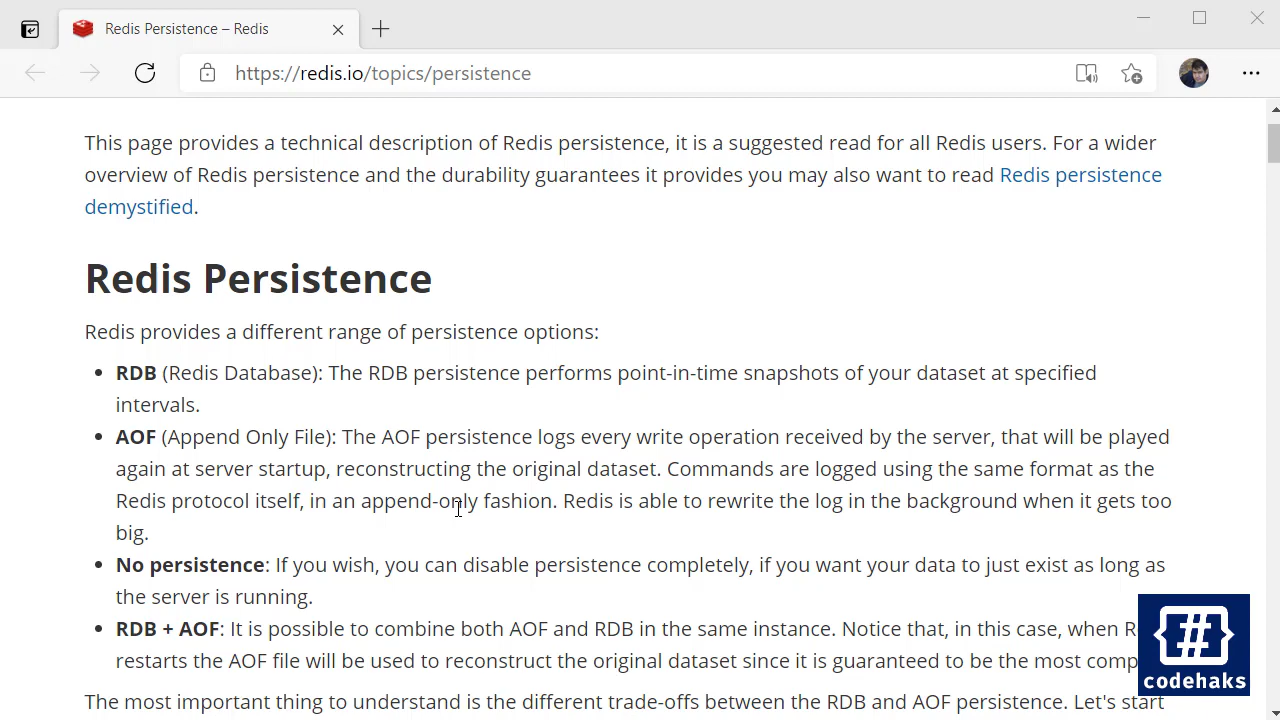 Redis Persistence – Redis
https://redis.io/topics/persistence
This page provides a technical description of Redis persistence, it is a suggested read for all Redis users. For a wider
overview of Redis persistence and the durability guarantees it provides you may also want to read Redis persistence
demystified.
Redis Persistence
Redis provides a different range of persistence options:
RDB (Redis Database): The RDB persistence performs point-in-time snapshots of your dataset at specified
intervals.
AOF (Append Only File): The AOF persistence logs every write operation received by the server, that will be played
again at server startup, reconstructing the original dataset. Commands are logged using the same format as the
Redis protocol itself, in an append-only fashion. Redis is able to rewrite the log in the background when it gets too
big.
No persistence: If you wish, you can disable persistence completely, if you want your data to just exist as long as
the server is running.
RDB + AOF: It is possible to combine both AOF and RDB in the same instance. Notice that, in this case, when
restarts the AOF file will be used to reconstruct the original dataset since it is guaranteed to be the most
The most important thing to understand is the different trade-offs between the RDB and AOF persistence. Let's start
{#}
codehaks